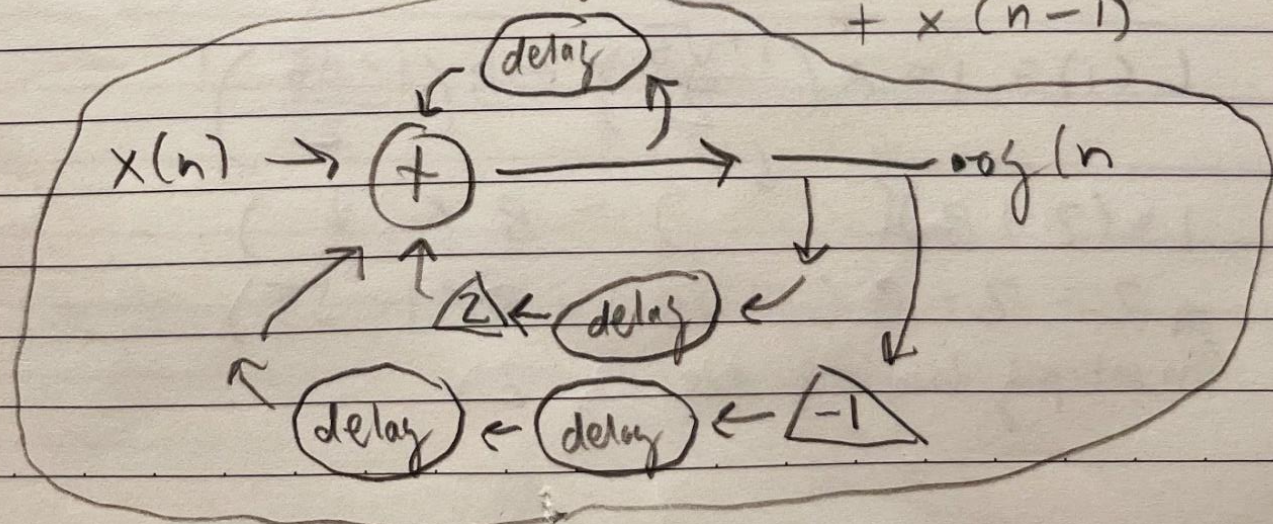 + x(n-1)
delay
x(n) → + → y(n
2 ← delay
delay ← delay ← -1